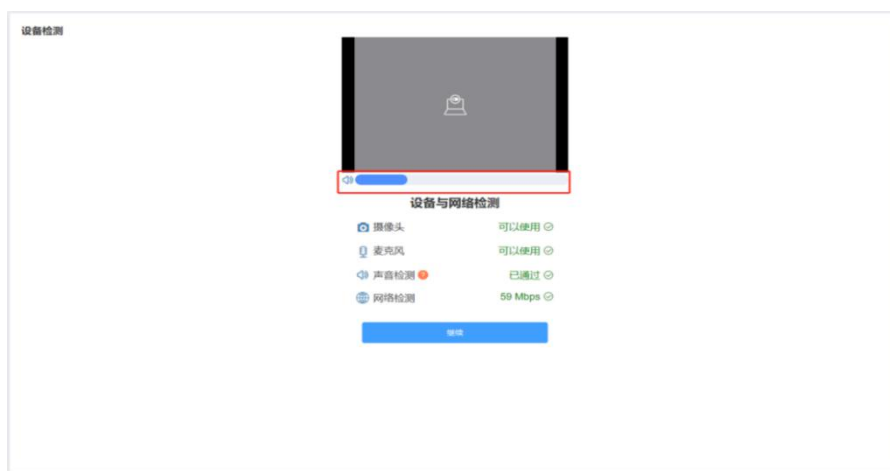 设备检测
设备与网络检测
摄像头 可以使用
麦克风 可以使用
声音检测 ? 已通过
网络检测 59 Mbps
继续